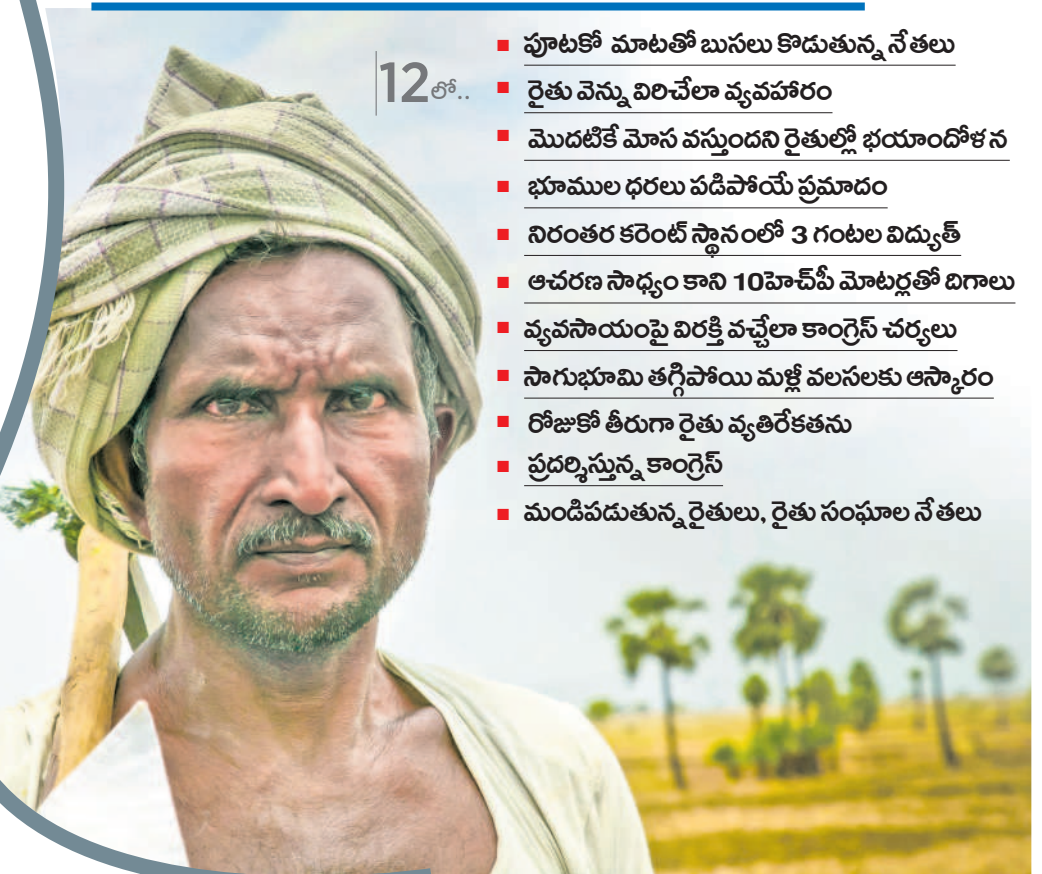 12లో..
పూటకో మాటతో బుసలు కొడుతున్న నేతలు
రైతు వెన్ను విరిచేలా వ్యవహారం
మొదటికే మోస వస్తుందని రైతుల్లో భయాందోళన
భూముల ధరలు పడిపోయే ప్రమాదం
నిరంతర కరెంట్ స్థానంలో 3 గంటల విద్యుత్
ఆచరణ సాధ్యం కాని 10హెచ్‌పీ మోటర్లతో దిగాలు
వ్యవసాయంపై విరక్తి వచ్చేలా కాంగ్రెస్ చర్యలు
సాగుభూమి తగ్గిపోయి మళ్లీ వలసలకు ఆస్కారం
రోజుకో తీరుగా రైతు వ్యతిరేకతను
ప్రదర్శిస్తున్న కాంగ్రెస్
మండిపడుతున్న రైతులు, రైతు సంఘాల నేతలు